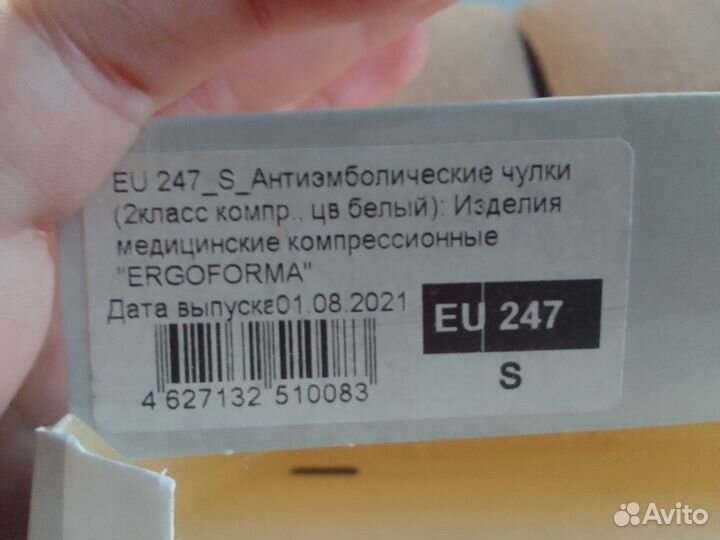 EU 247_S_Антиэмболические чулки
(2класс компр., цв белый): Изделия
медицинские компрессионные
"ERGOFORMA"
Дата выпуска01.08.2021
EU 247
S
4 627132 510083
Avito